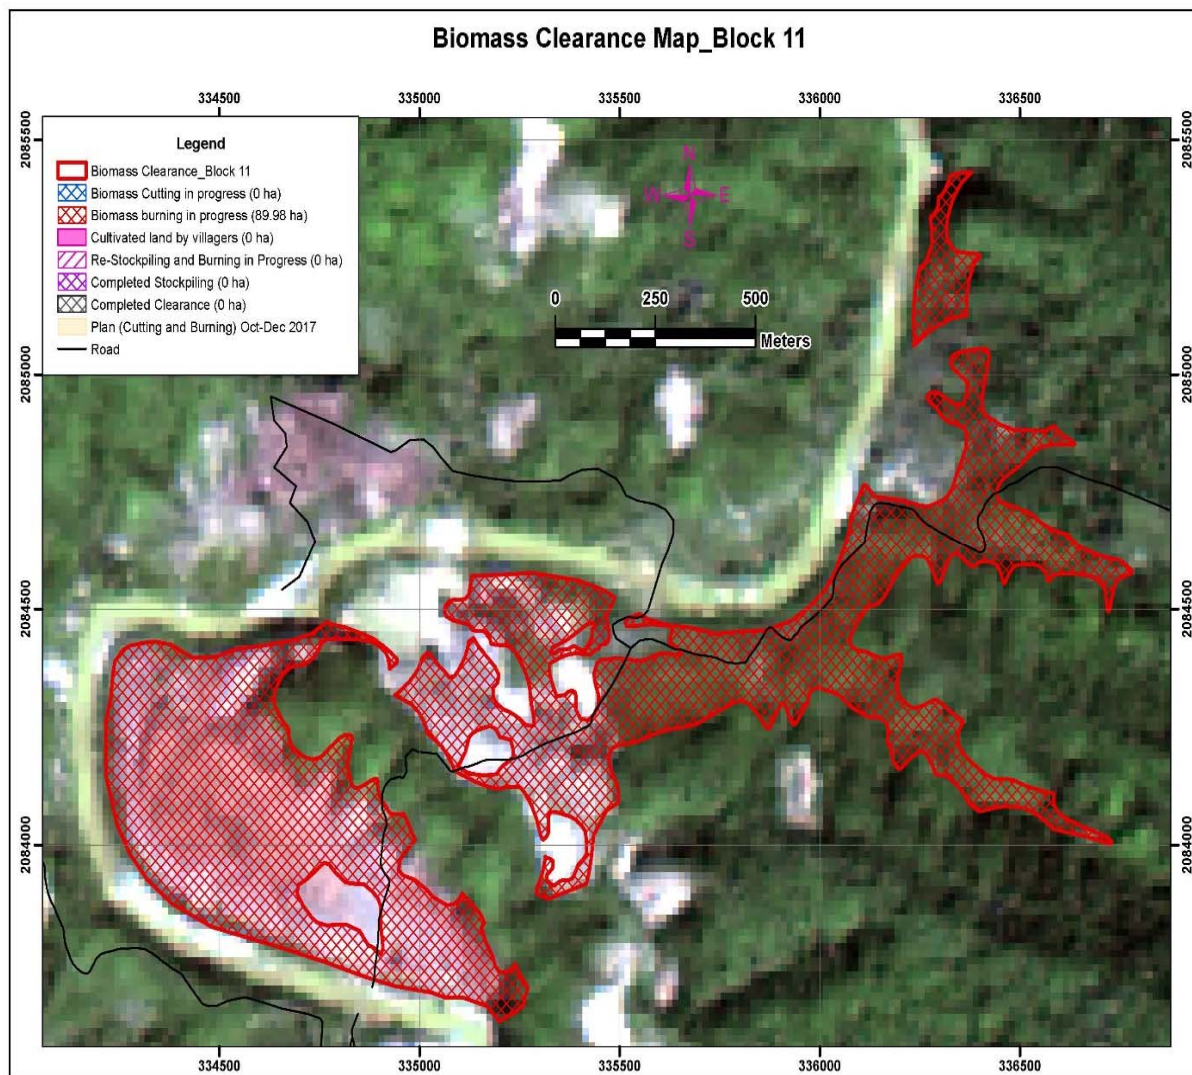 Biomass Clearance Map_Block 11
334500 335000 335500 336000 336500
2085500 2085500
Legend
Biomass Clearance_Block 11
Biomass Cutting in progress (0 ha)
Biomass burning in progress (89.98 ha)
Cultivated land by villagers (0 ha)
Re-Stockpiling and Burning in Progress (0 ha)
Completed Stockpiling (0 ha)
Completed Clearance (0 ha)
Plan (Cutting and Burning) Oct-Dec 2017
Road
N
W E
S
0 250 500
Meters
2085000 2085000
2084500 2084500
2084000 2084000
334500 335000 335500 336000 336500